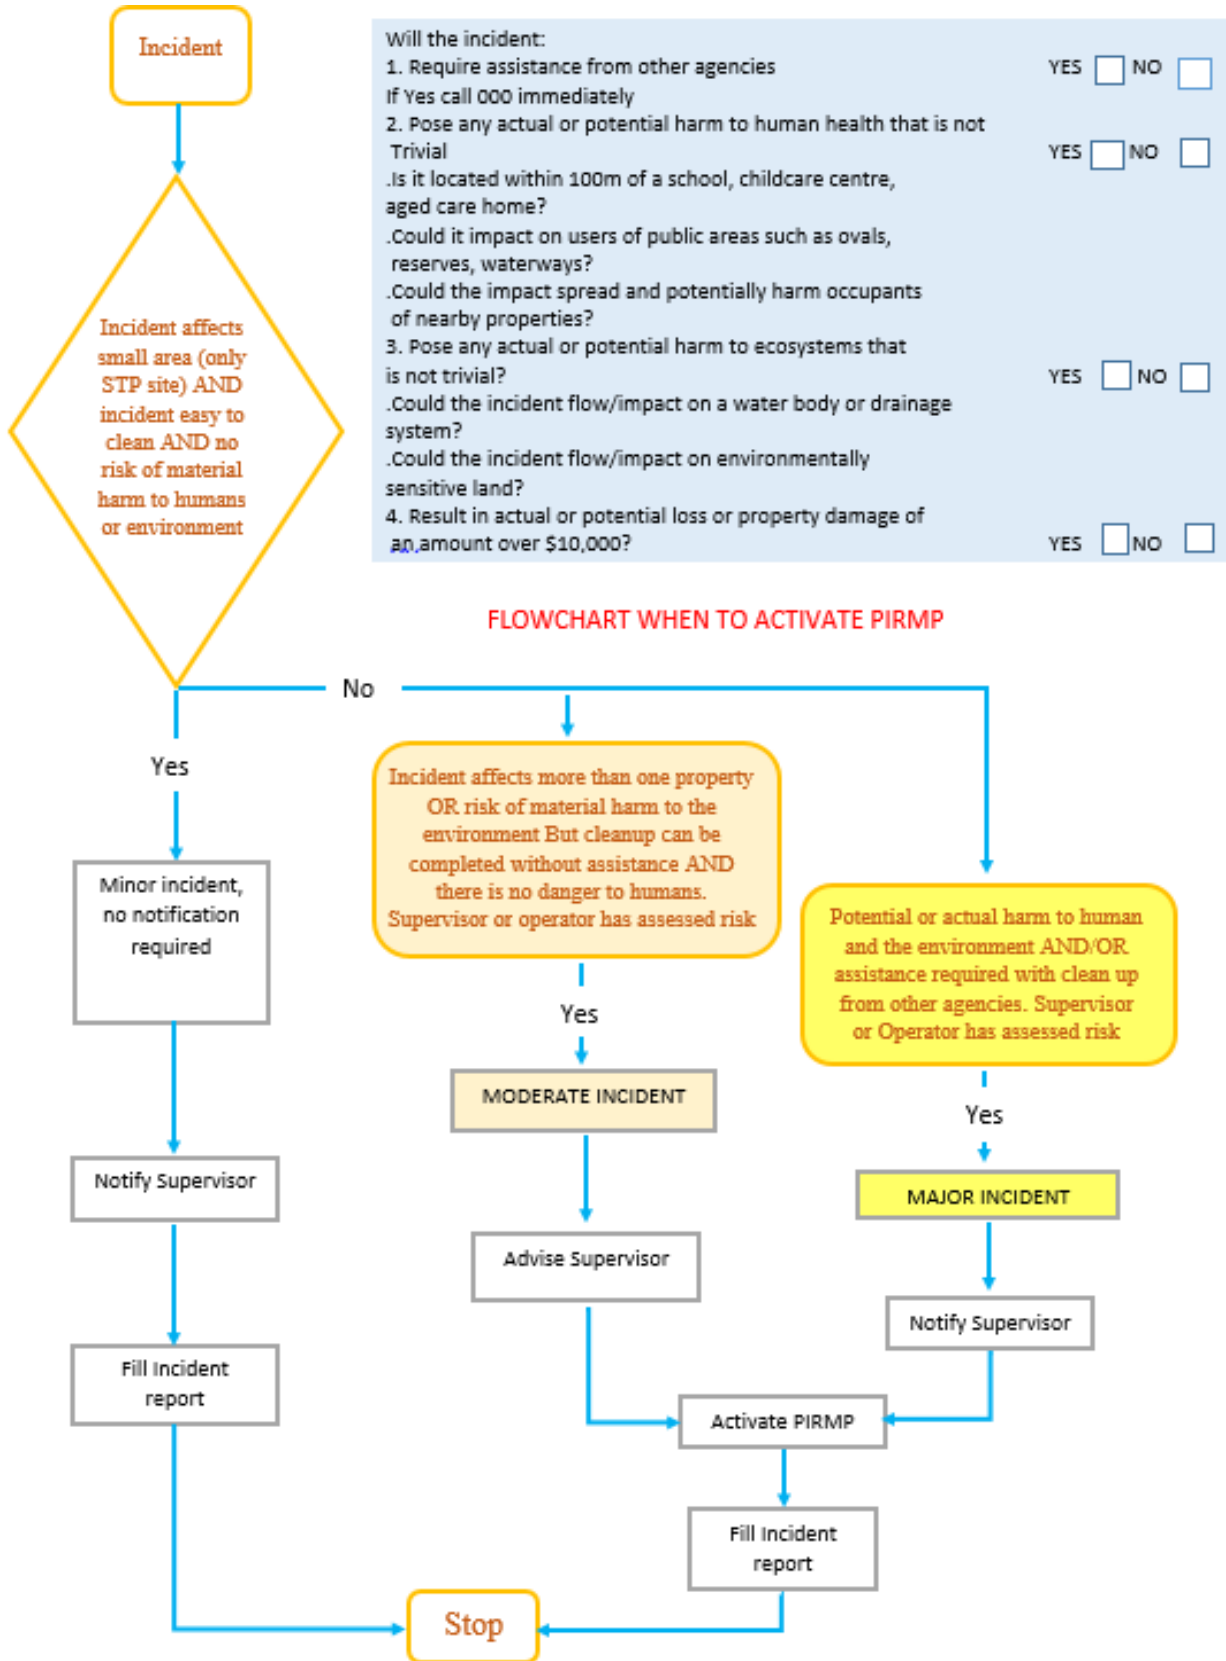 Incident
Will the incident:
1. Require assistance from other agencies YES NO
If Yes call 000 immediately
2. Pose any actual or potential harm to human health that is not
Trivial YES NO
.Is it located within 100m of a school, childcare centre,
aged care home?
.Could it impact on users of public areas such as ovals,
reserves, waterways?
.Could the impact spread and potentially harm occupants
of nearby properties?
3. Pose any actual or potential harm to ecosystems that
is not trivial? YES NO
.Could the incident flow/impact on a water body or drainage
system?
.Could the incident flow/impact on environmentally
sensitive land?
4. Result in actual or potential loss or property damage of
an amount over $10,000? YES NO
Incident affects
small area (only
STP site) AND
incident easy to
clean AND no
risk of material
harm to humans
or environment
FLOWCHART WHEN TO ACTIVATE PIRMP
No
Yes
Incident affects more than one property
OR risk of material harm to the
environment But cleanup can be
completed without assistance AND
there is no danger to humans.
Supervisor or operator has assessed risk
Minor incident,
no notification
required
Potential or actual harm to human
and the environment AND/OR
assistance required with clean up
from other agencies. Supervisor
or Operator has assessed risk
Yes
MODERATE INCIDENT
Yes
Notify Supervisor
MAJOR INCIDENT
Advise Supervisor
Notify Supervisor
Fill Incident
report
Activate PIRMP
Fill Incident
report
Stop